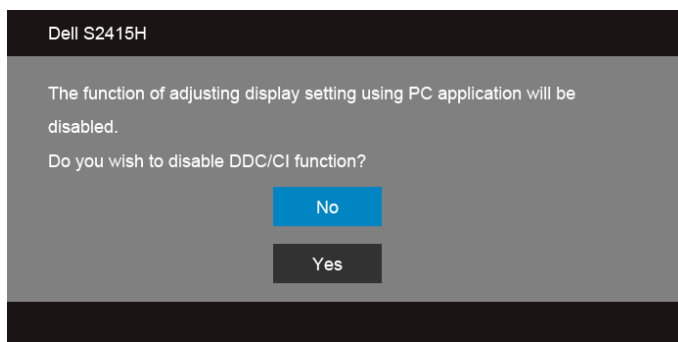 Dell S2415H
The function of adjusting display setting using PC application will be
disabled.
Do you wish to disable DDC/CI function?
No
Yes